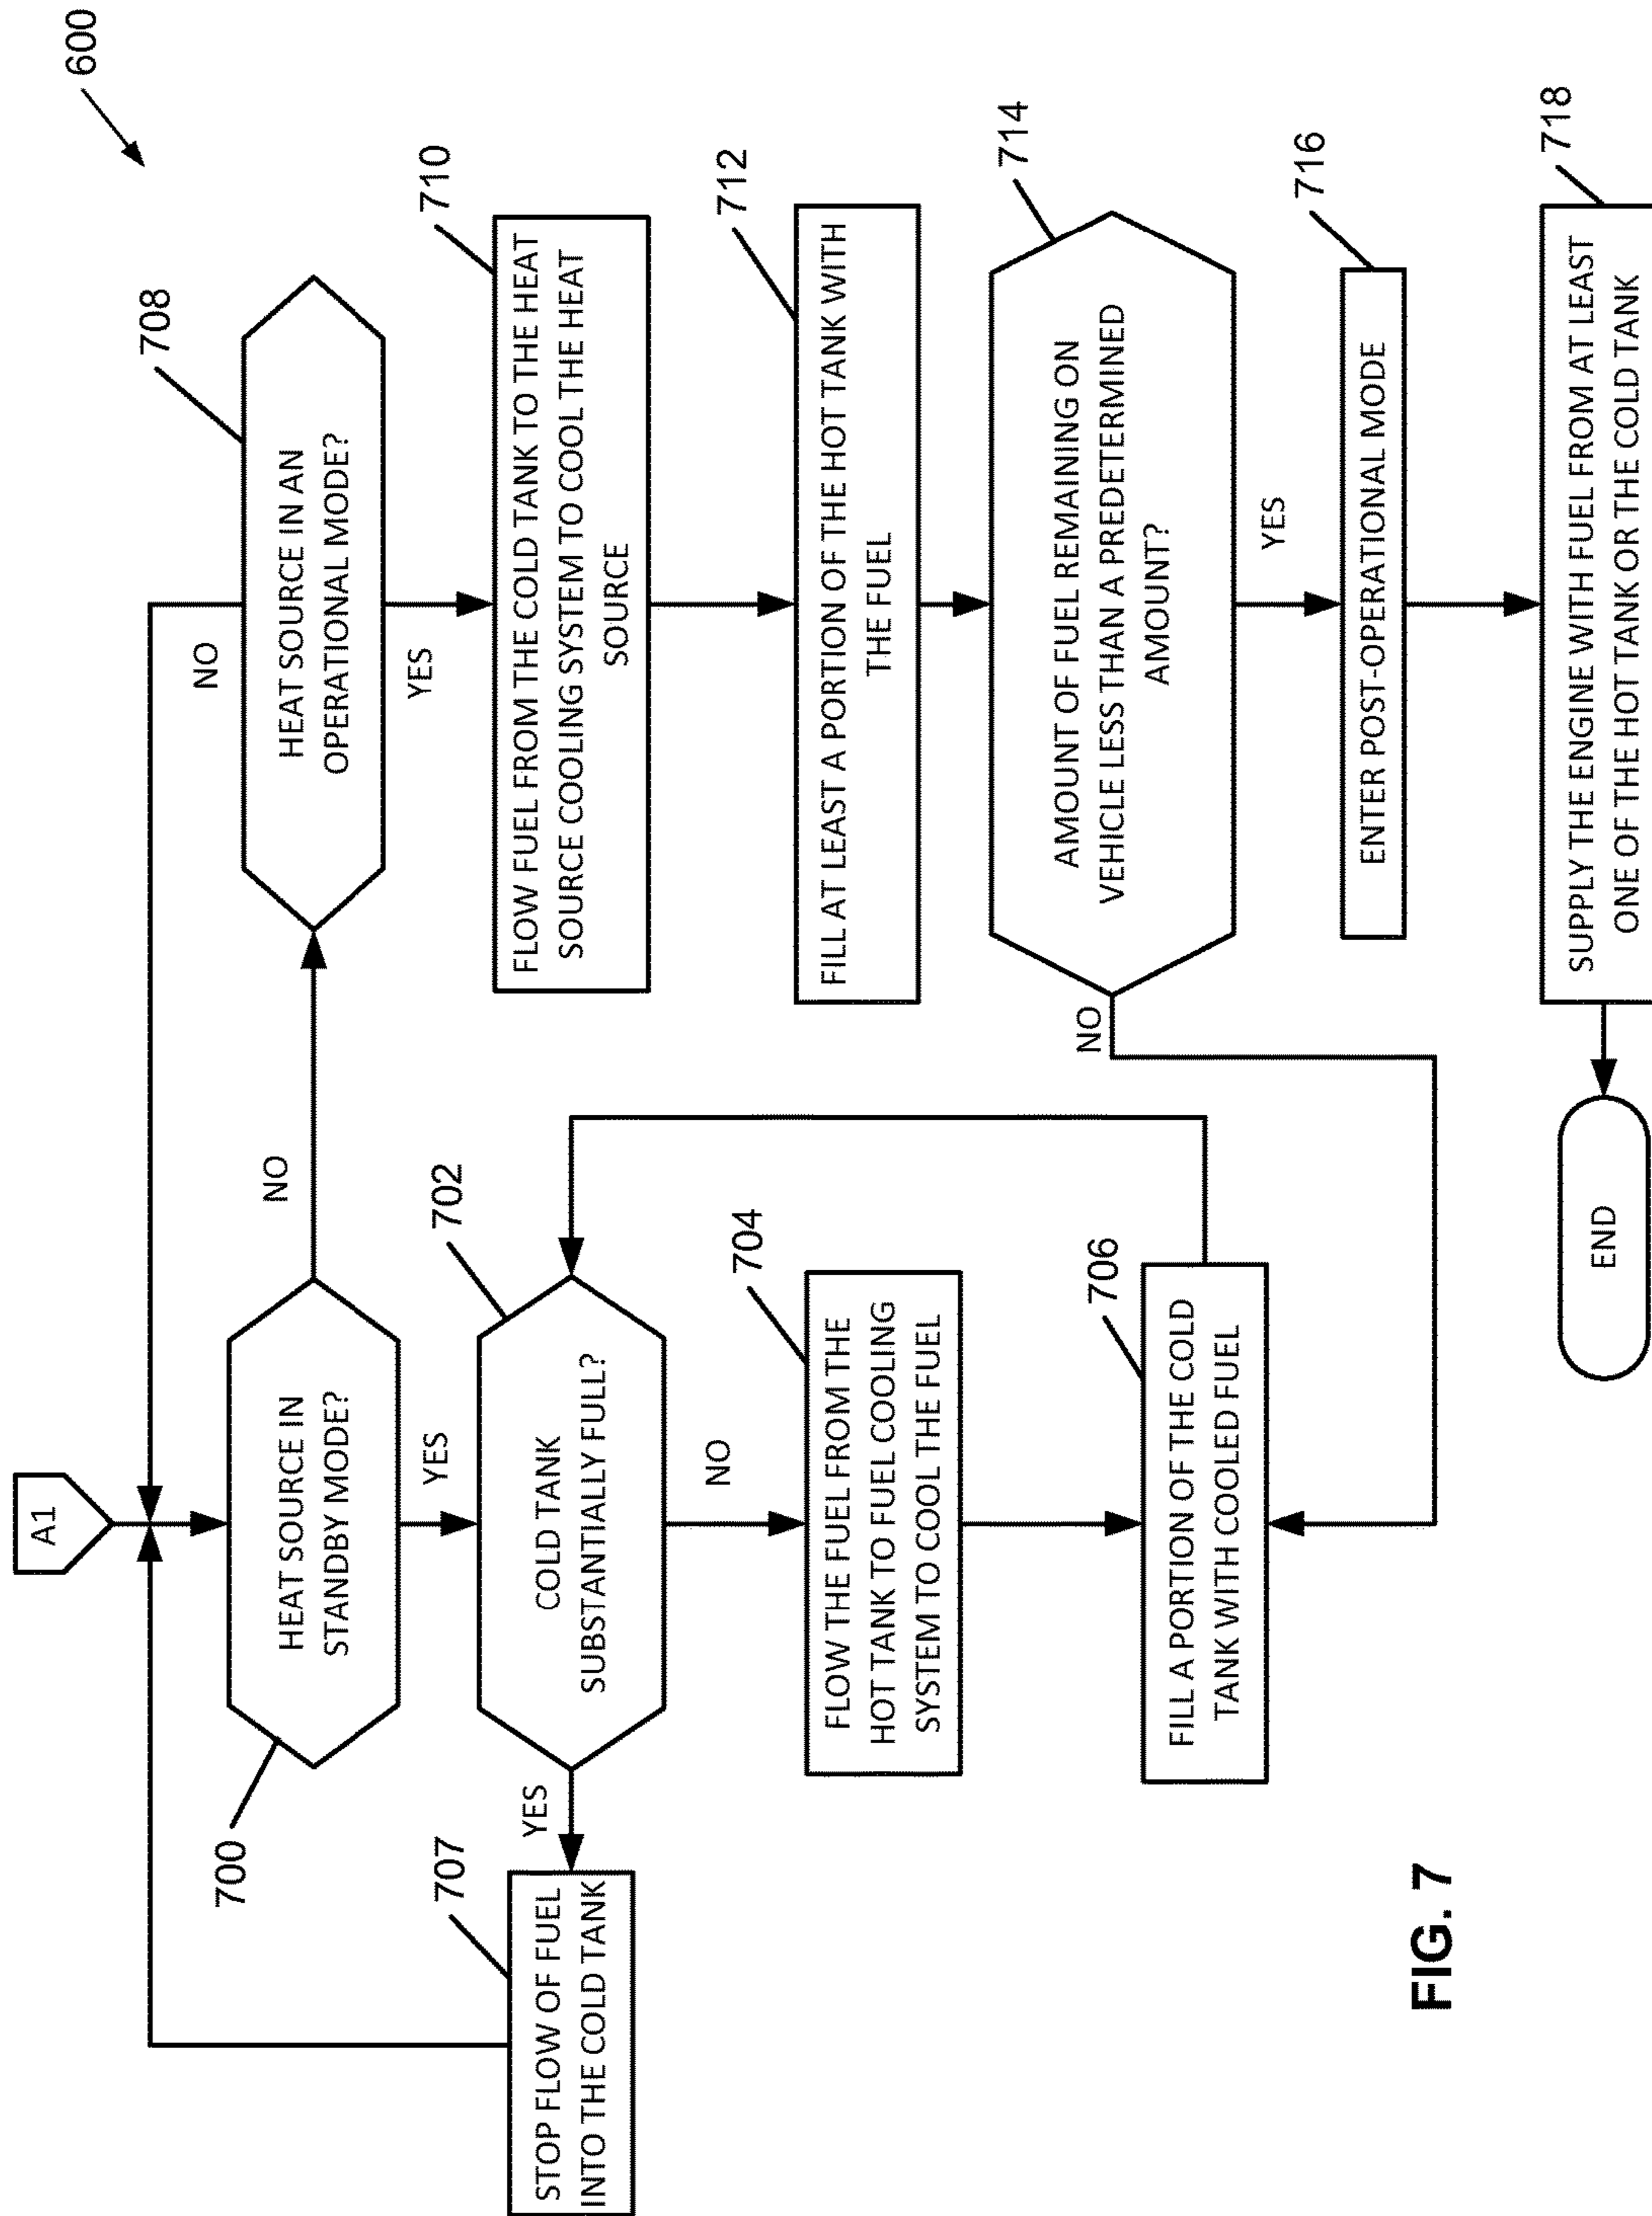 600
A1
HEAT SOURCE IN
STANDBY MODE?
700
NO
YES
HEAT SOURCE IN AN
OPERATIONAL MODE?
708
NO
YES
COLD TANK
SUBSTANTIALLY FULL?
702
YES
NO
STOP FLOW OF FUEL
INTO THE COLD TANK
707
FLOW THE FUEL FROM THE
HOT TANK TO FUEL COOLING
SYSTEM TO COOL THE FUEL
704
FILL A PORTION OF THE COLD
TANK WITH COOLED FUEL
706
FLOW FUEL FROM THE COLD TANK TO THE HEAT
SOURCE COOLING SYSTEM TO COOL THE HEAT
SOURCE
710
FILL AT LEAST A PORTION OF THE HOT TANK WITH
THE FUEL
712
AMOUNT OF FUEL REMAINING ON
VEHICLE LESS THAN A PREDETERMINED
AMOUNT?
714
NO
YES
ENTER POST-OPERATIONAL MODE
716
SUPPLY THE ENGINE WITH FUEL FROM AT LEAST
ONE OF THE HOT TANK OR THE COLD TANK
718
END
FIG. 7